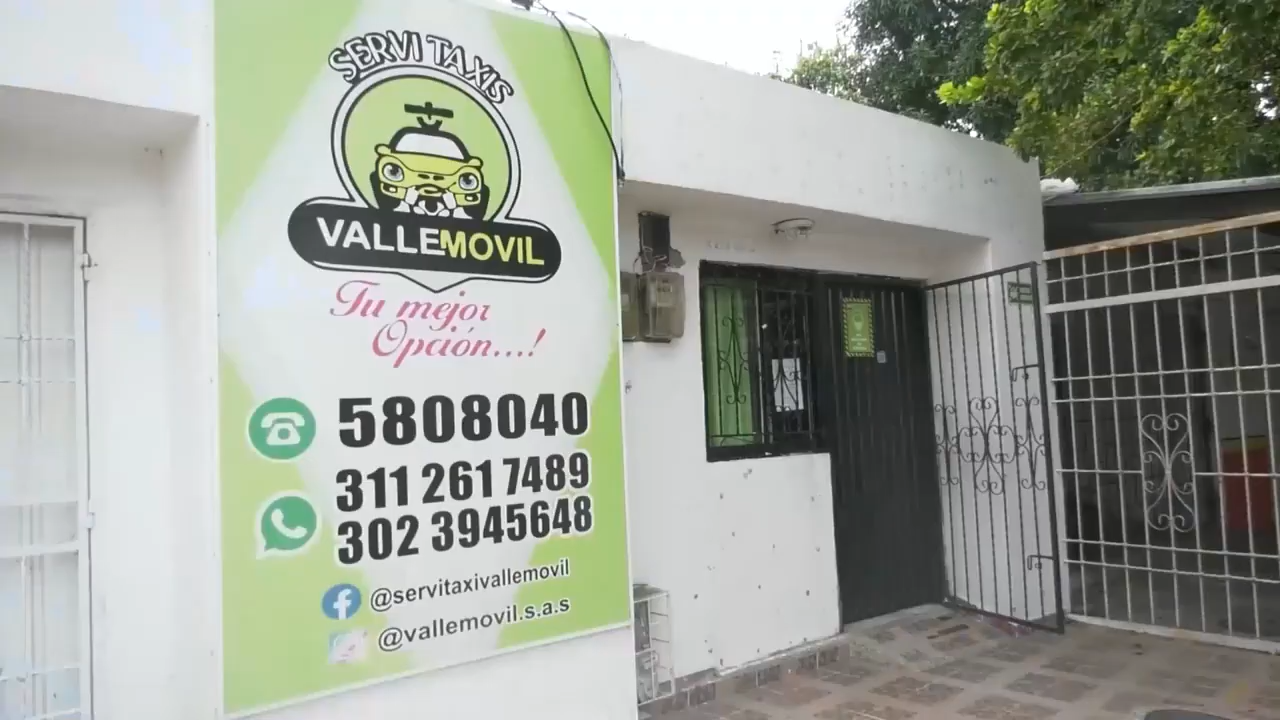 SERVI TAXIS
VALLEMOVIL
Tu mejor
Opción...!
5808040
311 261 7489
302 3945648
@servitaxivallemovil
@vallemovil.s.a.s